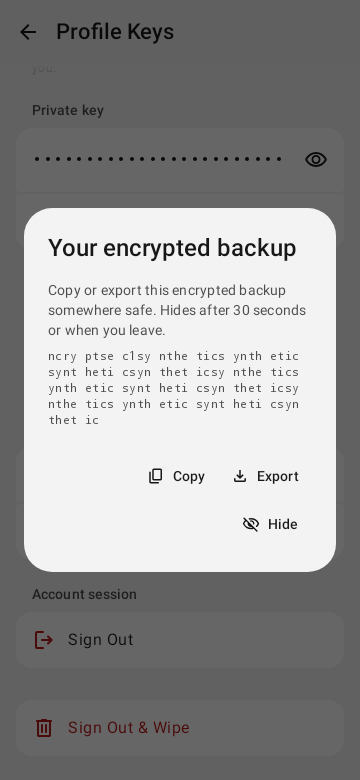 Profile Keys
you.
Private key
Your encrypted backup
Copy or export this encrypted backup
somewhere safe. Hides after 30 seconds
or when you leave.
ncry ptse c1sy nthe tics ynth etic
synt heti csyn thet icsy nthe tics
ynth etic synt heti csyn thet icsy
nthe tics ynth etic synt heti csyn
thet ic
Copy
Export
Hide
Account session
Sign Out
Sign Out & Wipe